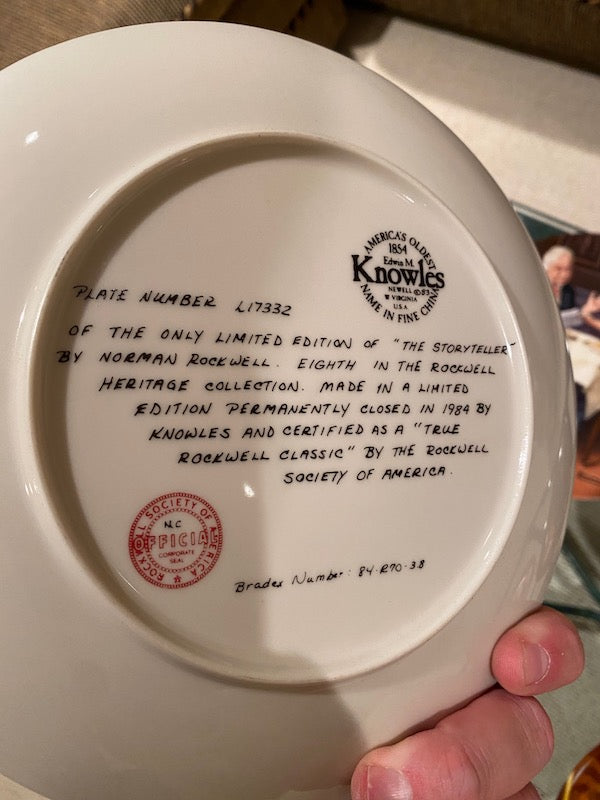 AMERICA'S OLDEST
1854
Edwin M.
Knowles
NEWELL ©83
W VIRGINIA
U.S.A
NAME IN FINE CHINA
PLATE NUMBER L17332
OF THE ONLY LIMITED EDITION OF "THE STORYTELLER"
BY NORMAN ROCKWELL. EIGHTH IN THE ROCKWELL
HERITAGE COLLECTION. MADE IN A LIMITED
EDITION PERMANENTLY CLOSED IN 1984 BY
KNOWLES AND CERTIFIED AS A "TRUE
ROCKWELL CLASSIC" BY THE ROCKWELL
SOCIETY OF AMERICA.
ROCKWELL SOCIETY OF AMERICA
N.C
OFFICIAL
CORPORATE
SEAL
Bradex Number: 84-R70-3.8